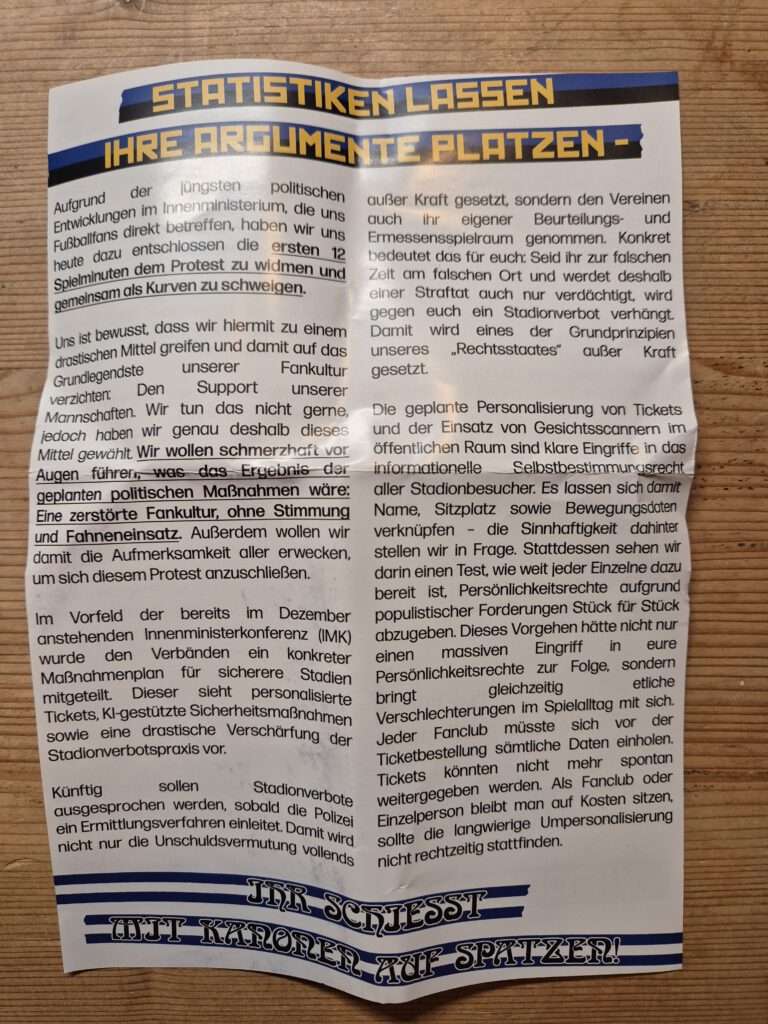 STATISTIKEN LASSEN
IHRE ARGUMENTE PLATZEN -
Aufgrund der jüngsten politischen
Entwicklungen im Innenministerium, die uns
Fußballfans direkt betreffen, haben wir uns
heute dazu entschlossen die ersten 12
Spielminuten dem Protest zu widmen und
gemeinsam als Kurven zu schweigen.
Uns ist bewusst, dass wir hiermit zu einem
drastischen Mittel greifen und damit auf das
Grundlegendste unserer Fankultur
verzichten: Den Support unserer
Mannschaften. Wir tun das nicht gerne,
jedoch haben wir genau deshalb dieses
Mittel gewählt. Wir wollen schmerzhaft vor
Augen führen, was das Ergebnis der
geplanten politischen Maßnahmen wäre:
Eine zerstörte Fankultur, ohne Stimmung
und Fahneneinsatz. Außerdem wollen wir
damit die Aufmerksamkeit aller erwecken,
um sich diesem Protest anzuschließen.
Im Vorfeld der bereits im Dezember
anstehenden Innenministerkonferenz (IMK)
wurde den Verbänden ein konkreter
Maßnahmenplan für sicherere Stadien
mitgeteilt. Dieser sieht personalisierte
Tickets, KI-gestützte Sicherheitsmaßnahmen
sowie eine drastische Verschärfung der
Stadionverbotspraxis vor.
Künftig sollen Stadionverbote
ausgesprochen werden, sobald die Polizei
ein Ermittlungsverfahren einleitet. Damit wird
nicht nur die Unschuldsvermutung vollends
außer Kraft gesetzt, sondern den Vereinen
auch ihr eigener Beurteilungs- und
Ermessensspielraum genommen. Konkret
bedeutet das für euch: Seid ihr zur falschen
Zeit am falschen Ort und werdet deshalb
einer Straftat auch nur verdächtigt, wird
gegen euch ein Stadionverbot verhängt.
Damit wird eines der Grundprinzipien
unseres „Rechtsstaates“ außer Kraft
gesetzt.
Die geplante Personalisierung von Tickets
und der Einsatz von Gesichtsscannern im
öffentlichen Raum sind klare Eingriffe in das
informationelle Selbstbestimmungsrecht
aller Stadionbesucher. Es lassen sich damit
Name, Sitzplatz sowie Bewegungsdaten
verknüpfen – die Sinnhaftigkeit dahinter
stellen wir in Frage. Stattdessen sehen wir
darin einen Test, wie weit jeder Einzelne dazu
bereit ist, Persönlichkeitsrechte aufgrund
populistischer Forderungen Stück für Stück
abzugeben. Dieses Vorgehen hätte nicht nur
einen massiven Eingriff in eure
Persönlichkeitsrechte zur Folge, sondern
bringt gleichzeitig etliche
Verschlechterungen im Spielalltag mit sich.
Jeder Fanclub müsste sich vor der
Ticketbestellung sämtliche Daten einholen.
Tickets könnten nicht mehr spontan
weitergegeben werden. Als Fanclub oder
Einzelperson bleibt man auf Kosten sitzen,
sollte die langwierige Umpersonalisierung
nicht rechtzeitig stattfinden.
IHR SCHIESST
MIT KANONEN AUF SPATZEN!